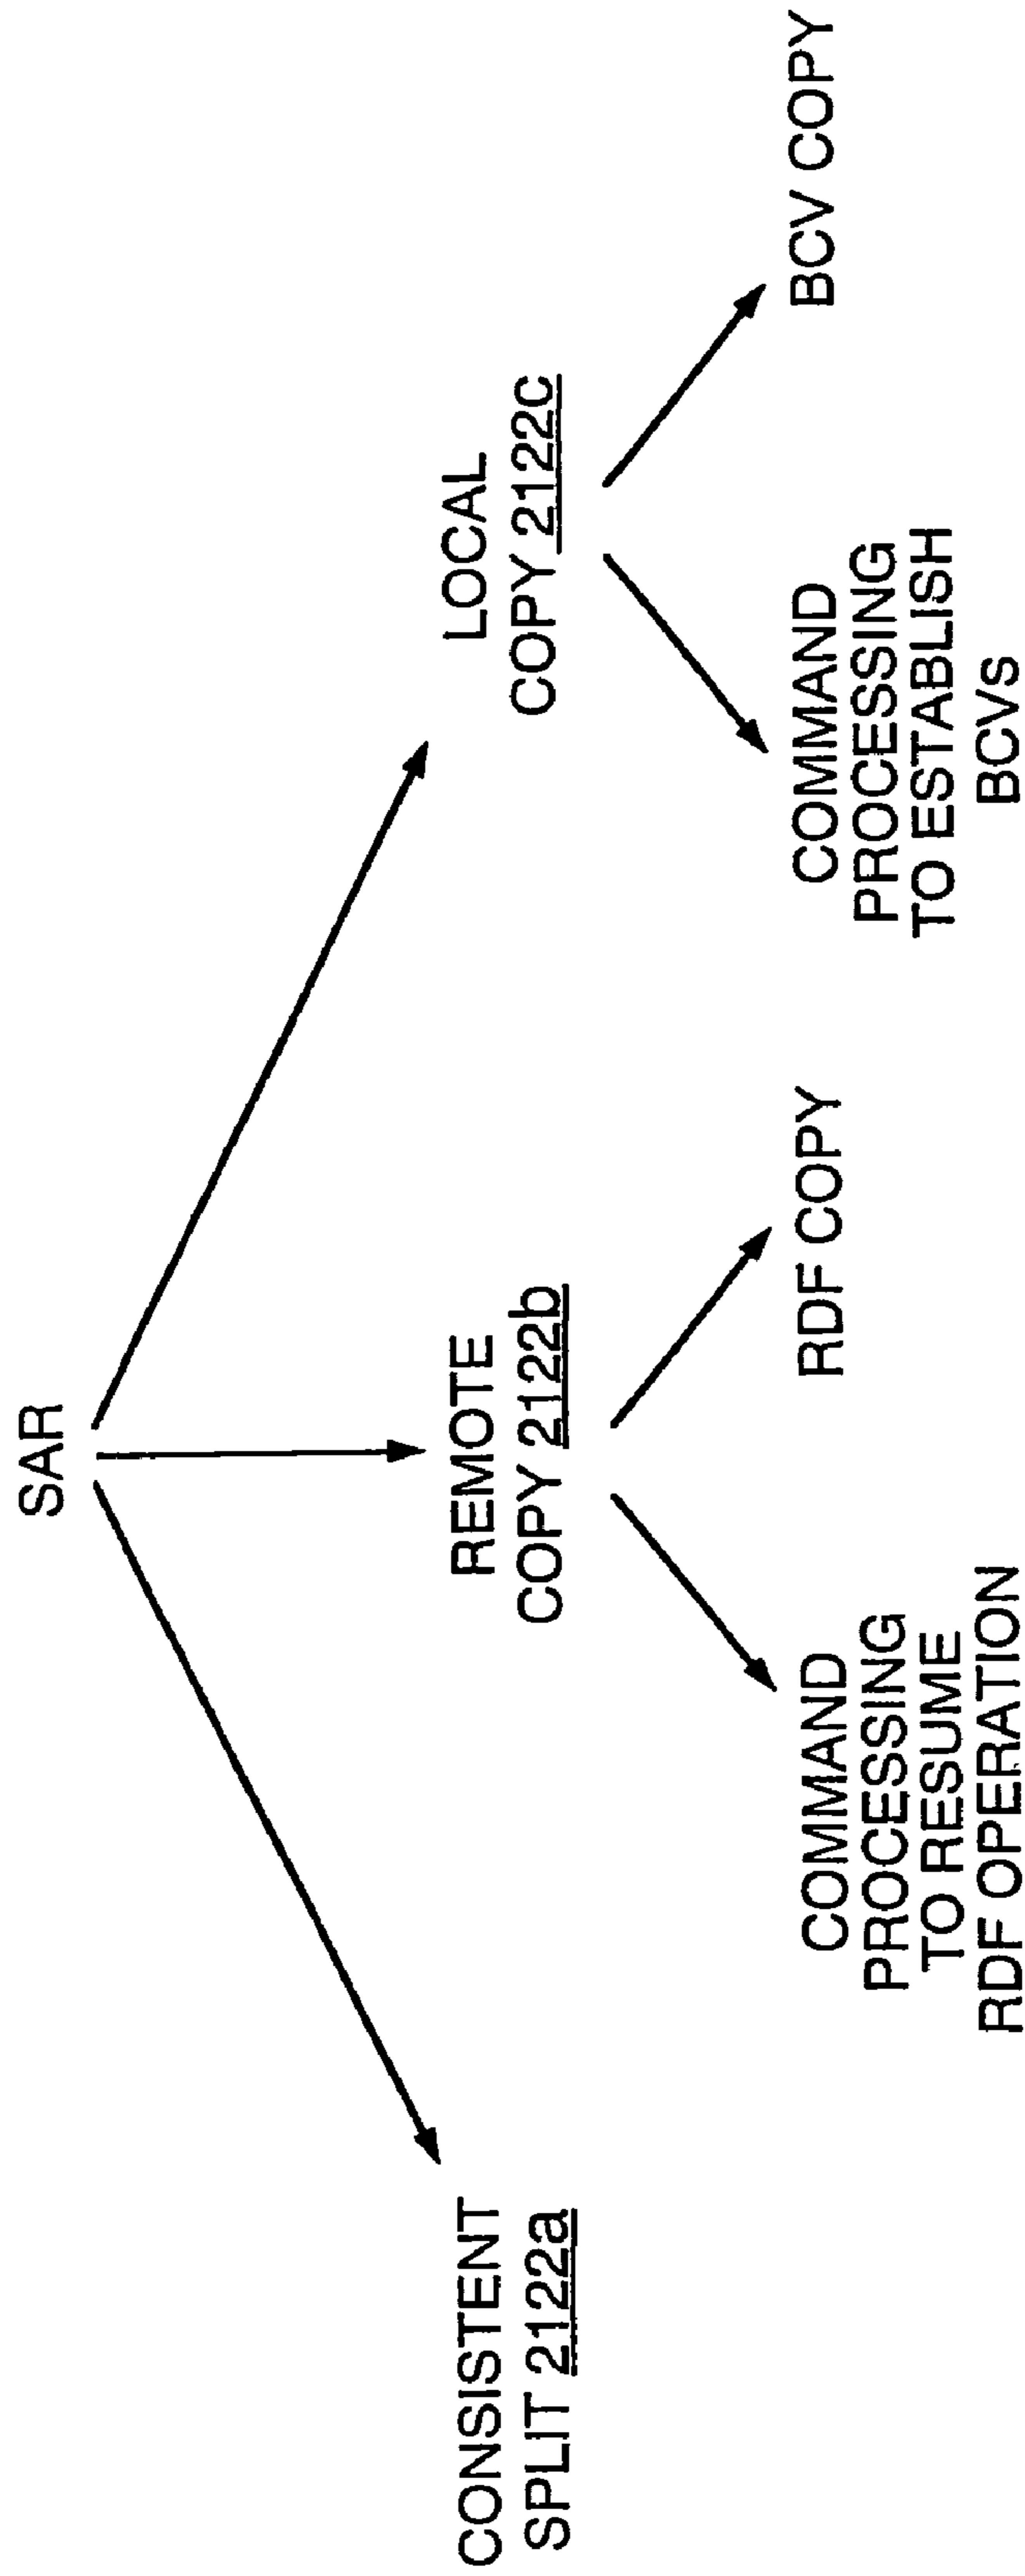 SAR
CONSISTENT
SPLIT 2122a
REMOTE
COPY 2122b
LOCAL
COPY 2122c
COMMAND
PROCESSING
TO RESUME
RDF OPERATION
RDF COPY
COMMAND
PROCESSING
TO ESTABLISH
BCVs
BCV COPY